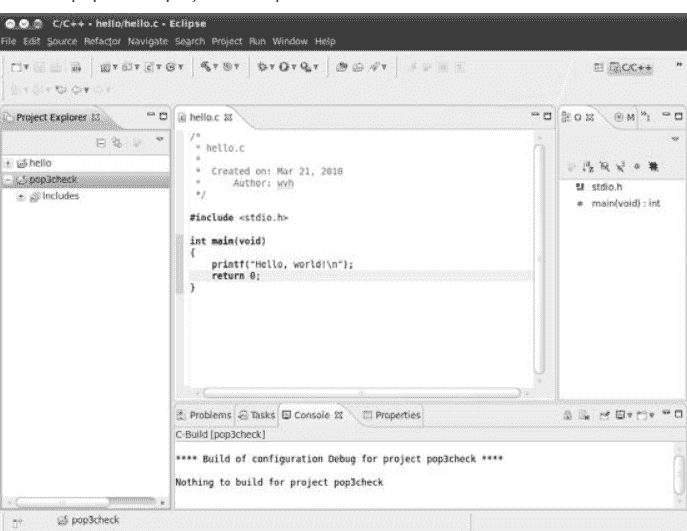 C/C++ - hello/hello.c - Eclipse
File Edit Source Refactor Navigate Search Project Run Window Help
C/C++
Project Explorer
hello
pop3check
Includes
hello.c
/*
* hello.c
*
* Created on: Mar 21, 2010
* Author: wvh
*/
#include <stdio.h>
int main(void)
{
printf("Hello, world!\n");
return 0;
}
O
M
stdio.h
main(void) : int
Problems Tasks Console Properties
C-Build [pop3check]
**** Build of configuration Debug for project pop3check ****
Nothing to build for project pop3check
pop3check